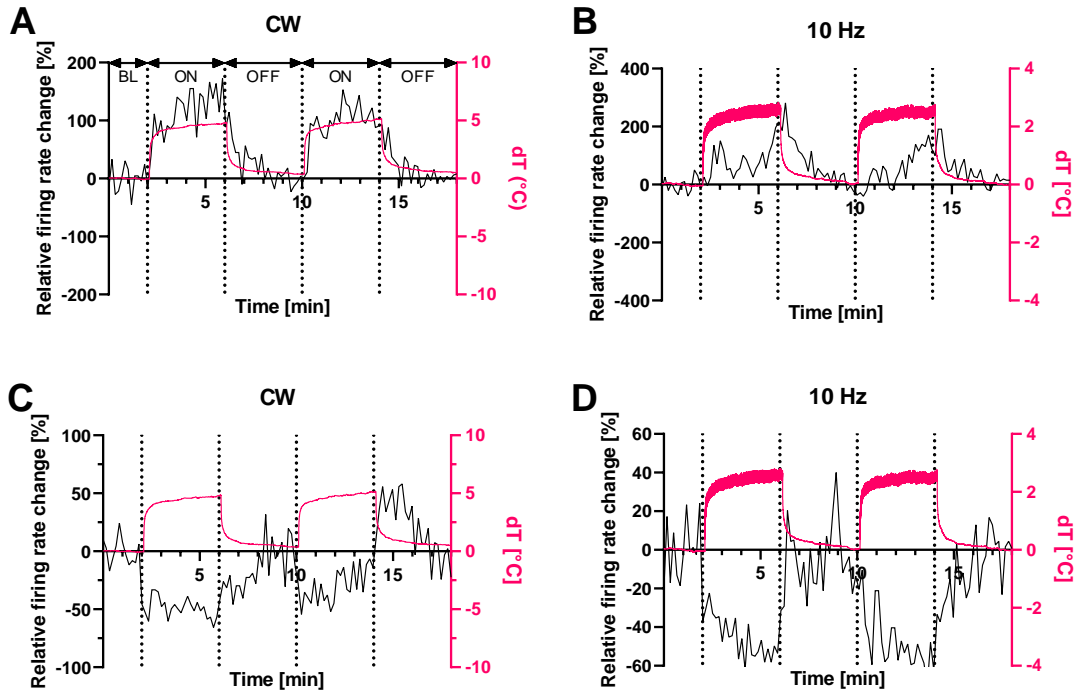 A
CW
Relative firing rate change [%]
200
100
0
-100
-200
BL
ON
OFF
ON
OFF
5
10
15
Time [min]
10
5
0
-5
-10
dT (°C)
B
10 Hz
Relative firing rate change [%]
400
200
0
-200
-400
5
10
15
Time [min]
4
2
0
-2
-4
dT [°C]
C
CW
Relative firing rate change [%]
100
50
0
-50
-100
5
10
15
Time [min]
10
5
0
-5
-10
dT [°C]
D
10 Hz
Relative firing rate change [%]
60
40
20
0
-20
-40
-60
5
10
15
Time [min]
4
2
0
-2
-4
dT [°C]